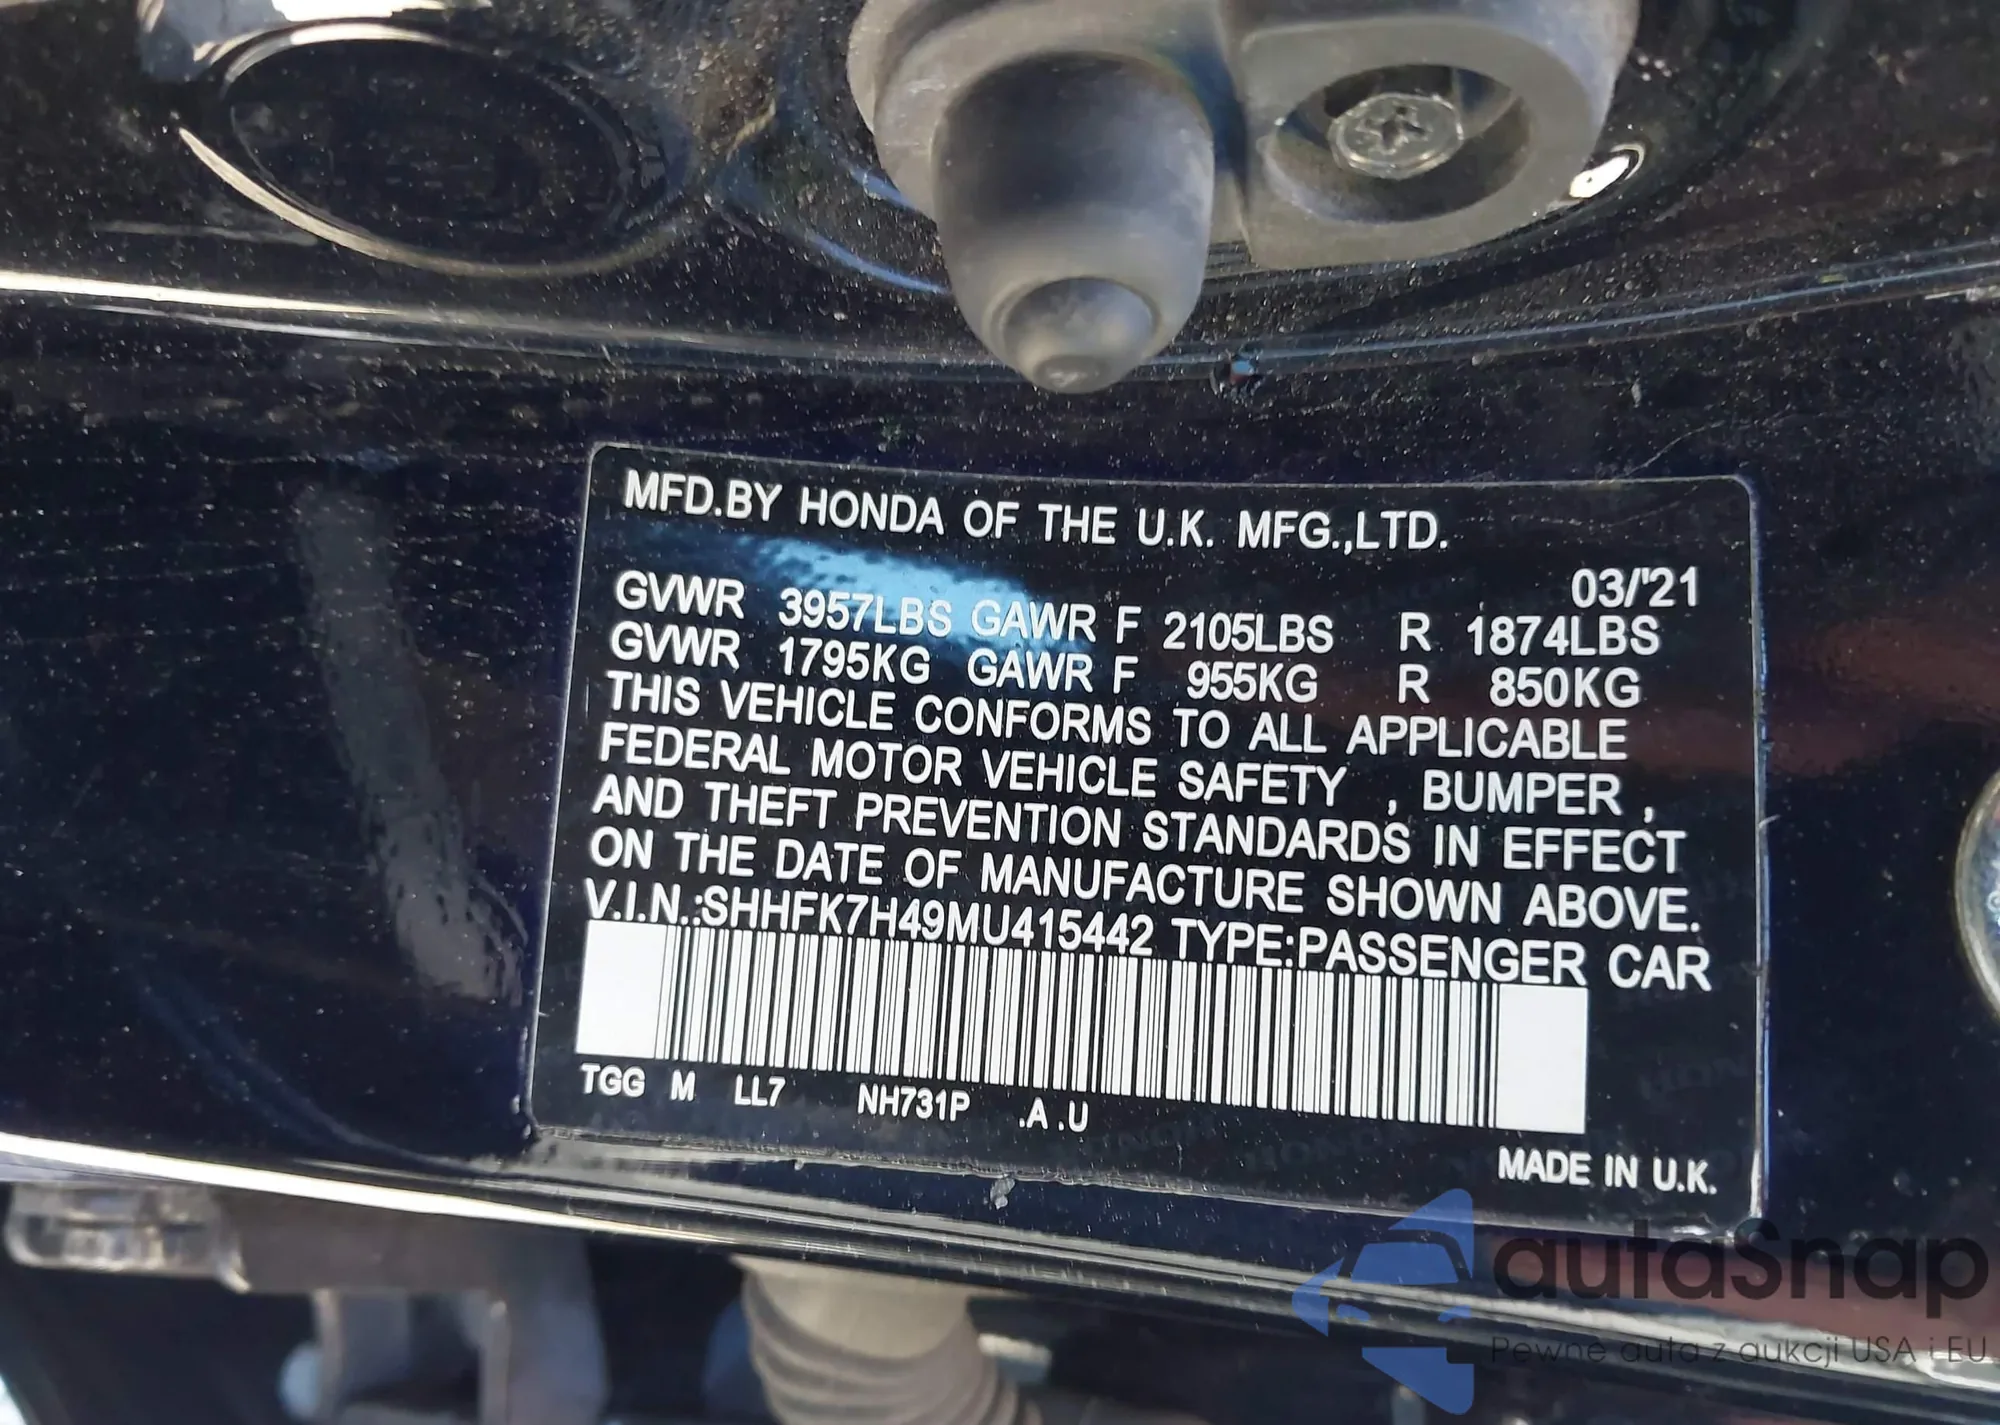 MFD.BY HONDA OF THE U.K. MFG.,LTD.
03/'21
GVWR 3957LBS GAWR F 2105LBS R 1874LBS
GVWR 1795KG GAWR F 955KG R 850KG
THIS VEHICLE CONFORMS TO ALL APPLICABLE
FEDERAL MOTOR VEHICLE SAFETY , BUMPER ,
AND THEFT PREVENTION STANDARDS IN EFFECT
ON THE DATE OF MANUFACTURE SHOWN ABOVE.
V.I.N.:SHHFK7H49MU415442 TYPE:PASSENGER CAR
TGG M LL7 NH731P .A .U
MADE IN U.K.
autaSnap
Pewne auta z aukcji USA i EU